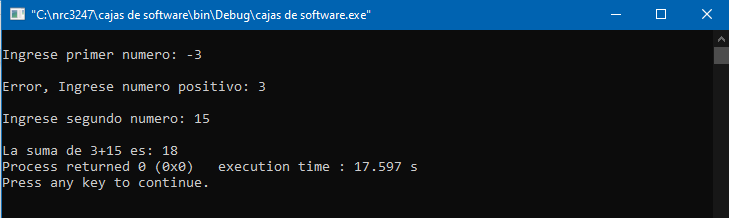 "C:\nrc3247\cajas de software\bin\Debug\cajas de software.exe"
Ingrese primer numero: -3
Error, Ingrese numero positivo: 3
Ingrese segundo numero: 15
La suma de 3+15 es: 18
Process returned 0 (0x0)   execution time : 17.597 s
Press any key to continue.